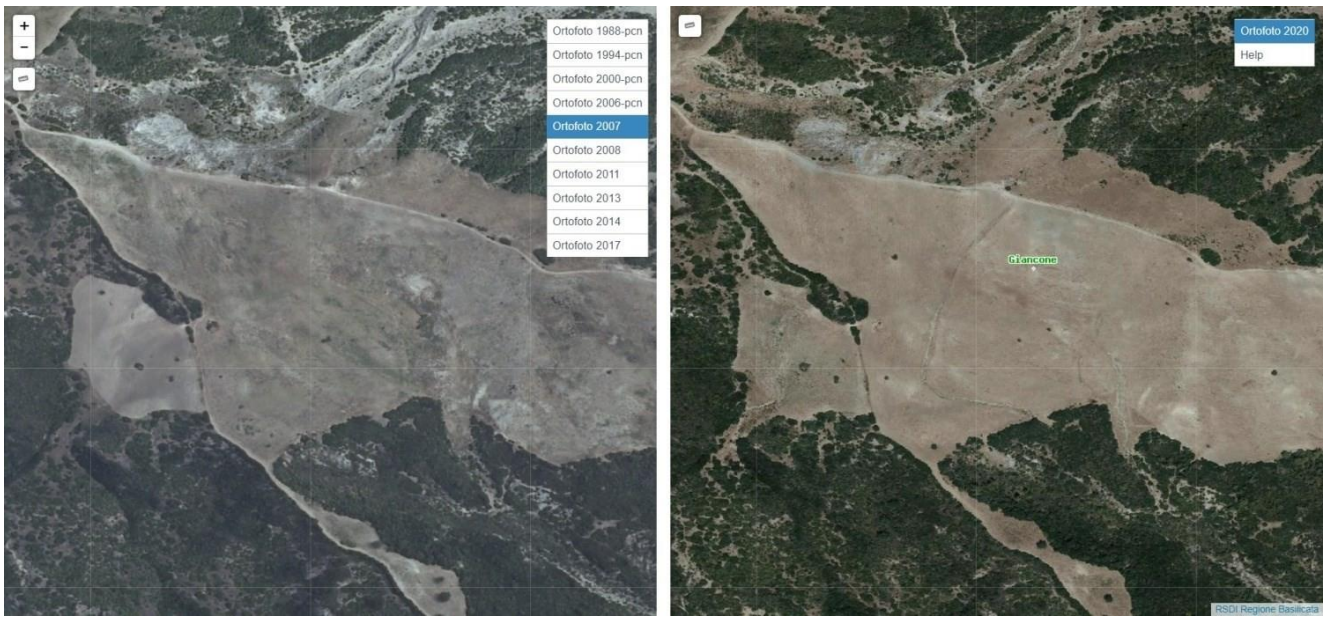 +
−
Ortofoto 1988-pcn
Ortofoto 1994-pcn
Ortofoto 2000-pcn
Ortofoto 2006-pcn
Ortofoto 2007
Ortofoto 2008
Ortofoto 2011
Ortofoto 2013
Ortofoto 2014
Ortofoto 2017
Ortofoto 2020
Help
Giancone
RSDI Regione Basilicata